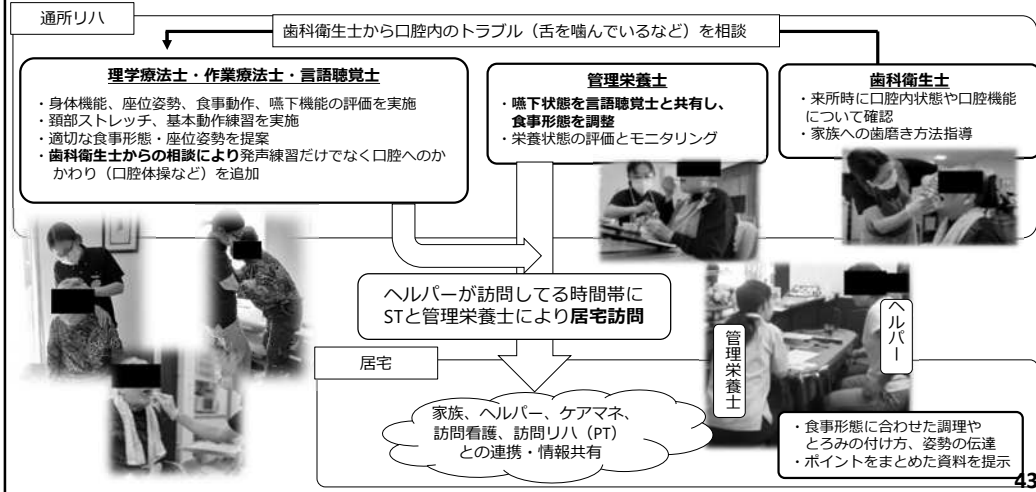 通所リハ
歯科衛生士から口腔内のトラブル（舌を噛んでいるなど）を相談
理学療法士・作業療法士・言語聴覚士
・身体機能、座位姿勢、食事動作、嚥下機能の評価を実施
・頚部ストレッチ、基本動作練習を実施
・適切な食事形態・座位姿勢を提案
・歯科衛生士からの相談により発声練習だけでなく口腔へのか
かわり（口腔体操など）を追加
管理栄養士
・嚥下状態を言語聴覚士と共有し、
食事形態を調整
・栄養状態の評価とモニタリング
歯科衛生士
・来所時に口腔内状態や口腔機能
について確認
・家族への歯磨き方法指導
ヘルパーが訪問してる時間帯に
STと管理栄養士により居宅訪問
管理栄養士
ヘルパー
居宅
家族、ヘルパー、ケアマネ、
訪問看護、訪問リハ（PT）
との連携・情報共有
・食事形態に合わせた調理や
とろみの付け方、姿勢の伝達
・ポイントをまとめた資料を提示
43